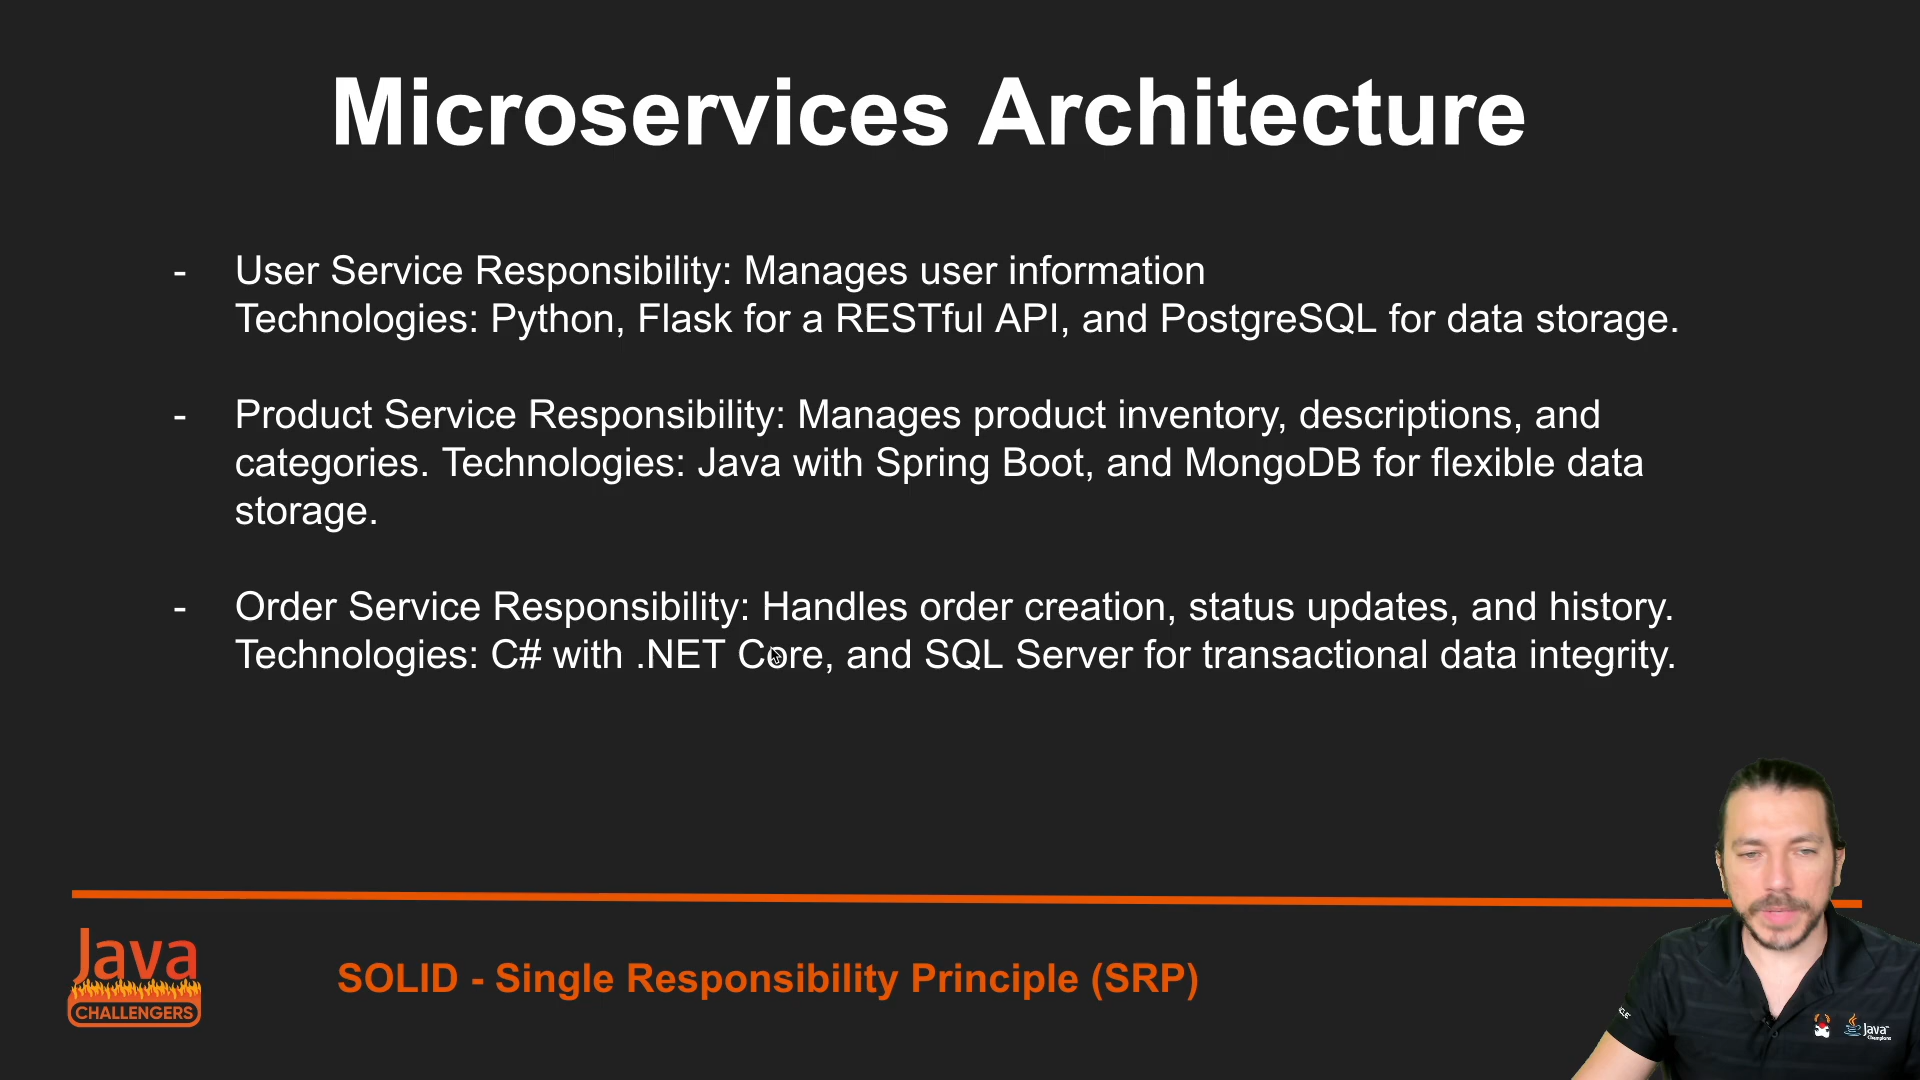 Microservices Architecture
- User Service Responsibility: Manages user information
Technologies: Python, Flask for a RESTful API, and PostgreSQL for data storage.
- Product Service Responsibility: Manages product inventory, descriptions, and
categories. Technologies: Java with Spring Boot, and MongoDB for flexible data
storage.
- Order Service Responsibility: Handles order creation, status updates, and history.
Technologies: C# with .NET Core, and SQL Server for transactional data integrity.
Java
CHALLENGERS
SOLID - Single Responsibility Principle (SRP)
Java
Champions